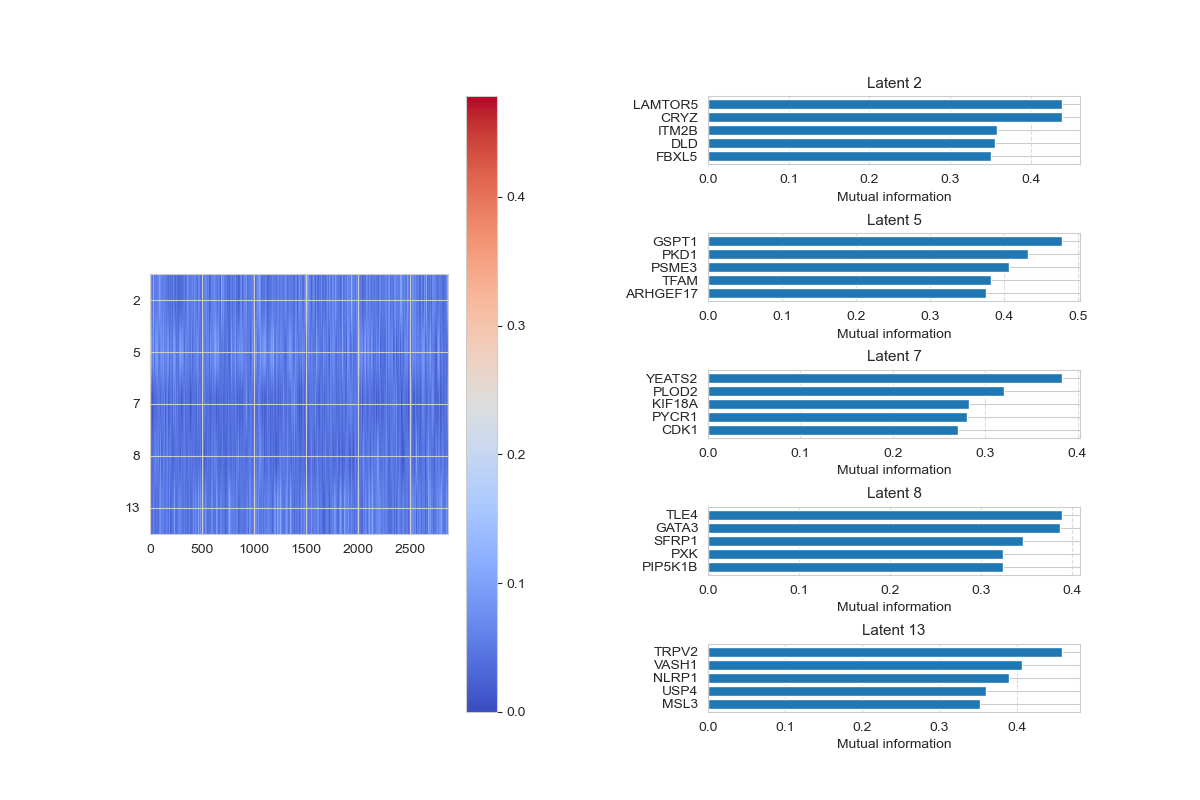 2
5
7
8
13
0 500 1000 1500 2000 2500
0.4
0.3
0.2
0.1
0.0
Latent 2
LAMTOR5
CRYZ
ITM2B
DLD
FBXL5
0.0 0.1 0.2 0.3 0.4
Mutual information
Latent 5
GSPT1
PKD1
PSME3
TFAM
ARHGEF17
0.0 0.1 0.2 0.3 0.4 0.5
Mutual information
Latent 7
YEATS2
PLOD2
KIF18A
PYCR1
CDK1
0.0 0.1 0.2 0.3 0.4
Mutual information
Latent 8
TLE4
GATA3
SFRP1
PXK
PIP5K1B
0.0 0.1 0.2 0.3 0.4
Mutual information
Latent 13
TRPV2
VASH1
NLRP1
USP4
MSL3
0.0 0.1 0.2 0.3 0.4
Mutual information